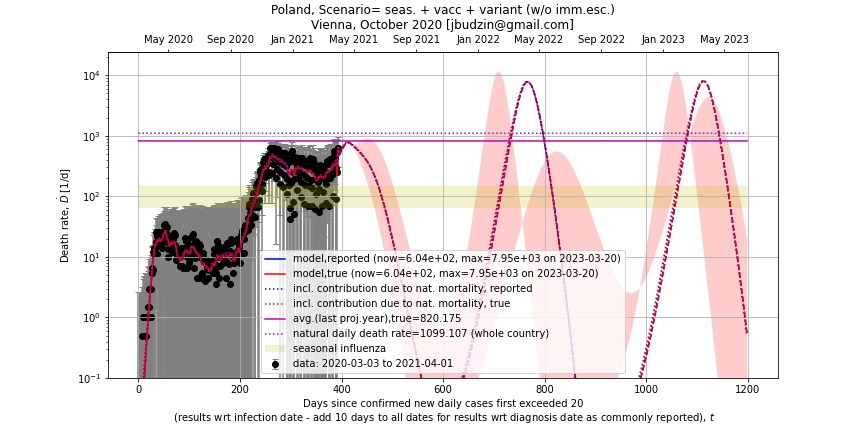 Poland, Scenario= seas. + vacc + variant (w/o imm.esc.)
Vienna, October 2020 [jbudzin@gmail.com]
May 2020 Sep 2020 Jan 2021 May 2021 Sep 2021 Jan 2022 May 2022 Sep 2022 Jan 2023 May 2023
10⁴
10³
10²
10¹
10⁰
10⁻¹
Death rate, Ḋ [1/d]
model,reported (now=6.04e+02, max=7.95e+03 on 2023-03-20)
model,true (now=6.04e+02, max=7.95e+03 on 2023-03-20)
incl. contribution due to nat. mortality, reported
incl. contribution due to nat. mortality, true
avg.(last proj.year),true=820.175
natural daily death rate=1099.107 (whole country)
seasonal influenza
data: 2020-03-03 to 2021-04-01
0 200 400 600 800 1000 1200
Days since confirmed new daily cases first exceeded 20
(results wrt infection date - add 10 days to all dates for results wrt diagnosis date as commonly reported), t